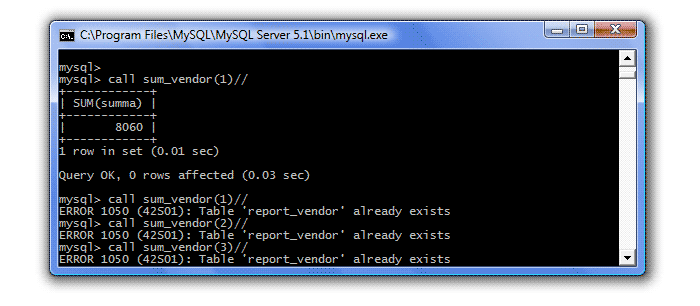 C:\Program Files\MySQL\MySQL Server 5.1\bin\mysql.exe
mysql>
mysql> call sum_vendor(1)//
+------------+
| SUM(summa) |
+------------+
|       8060 |
+------------+
1 row in set (0.01 sec)
Query OK, 0 rows affected (0.03 sec)
mysql> call sum_vendor(1)//
ERROR 1050 (42S01): Table 'report_vendor' already exists
mysql> call sum_vendor(2)//
ERROR 1050 (42S01): Table 'report_vendor' already exists
mysql> call sum_vendor(3)//
ERROR 1050 (42S01): Table 'report_vendor' already exists